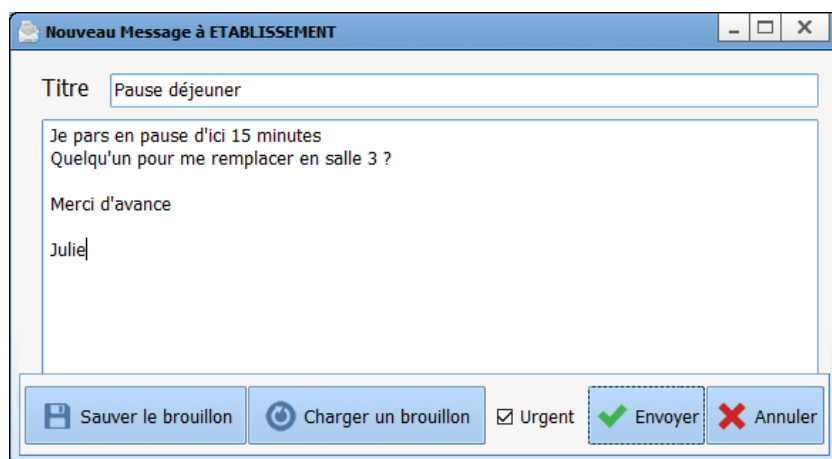 Nouveau Message à ETABLISSEMENT
Titre Pause déjeuner
Je pars en pause d'ici 15 minutes
Quelqu'un pour me remplacer en salle 3 ?
Merci d'avance
Julie
Sauver le brouillon Charger un brouillon Urgent Envoyer Annuler